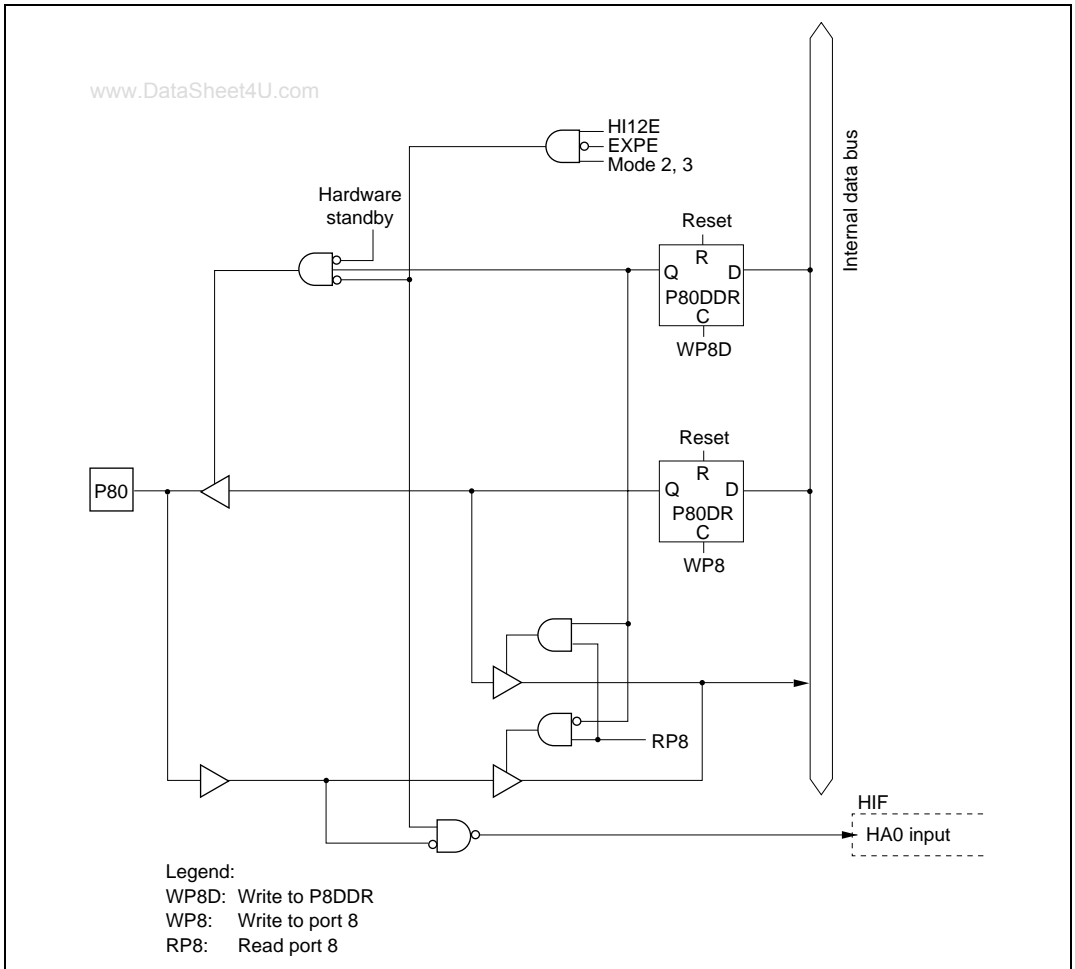 www.DataSheet4U.com
HI12E
EXPE
Mode 2, 3
Hardware
standby
Internal data bus
Reset
R
Q D
P80DDR
C
WP8D
Reset
R
P80
Q D
P80DR
C
WP8
RP8
HIF
HA0 input
Legend:
WP8D: Write to P8DDR
WP8: Write to port 8
RP8: Read port 8